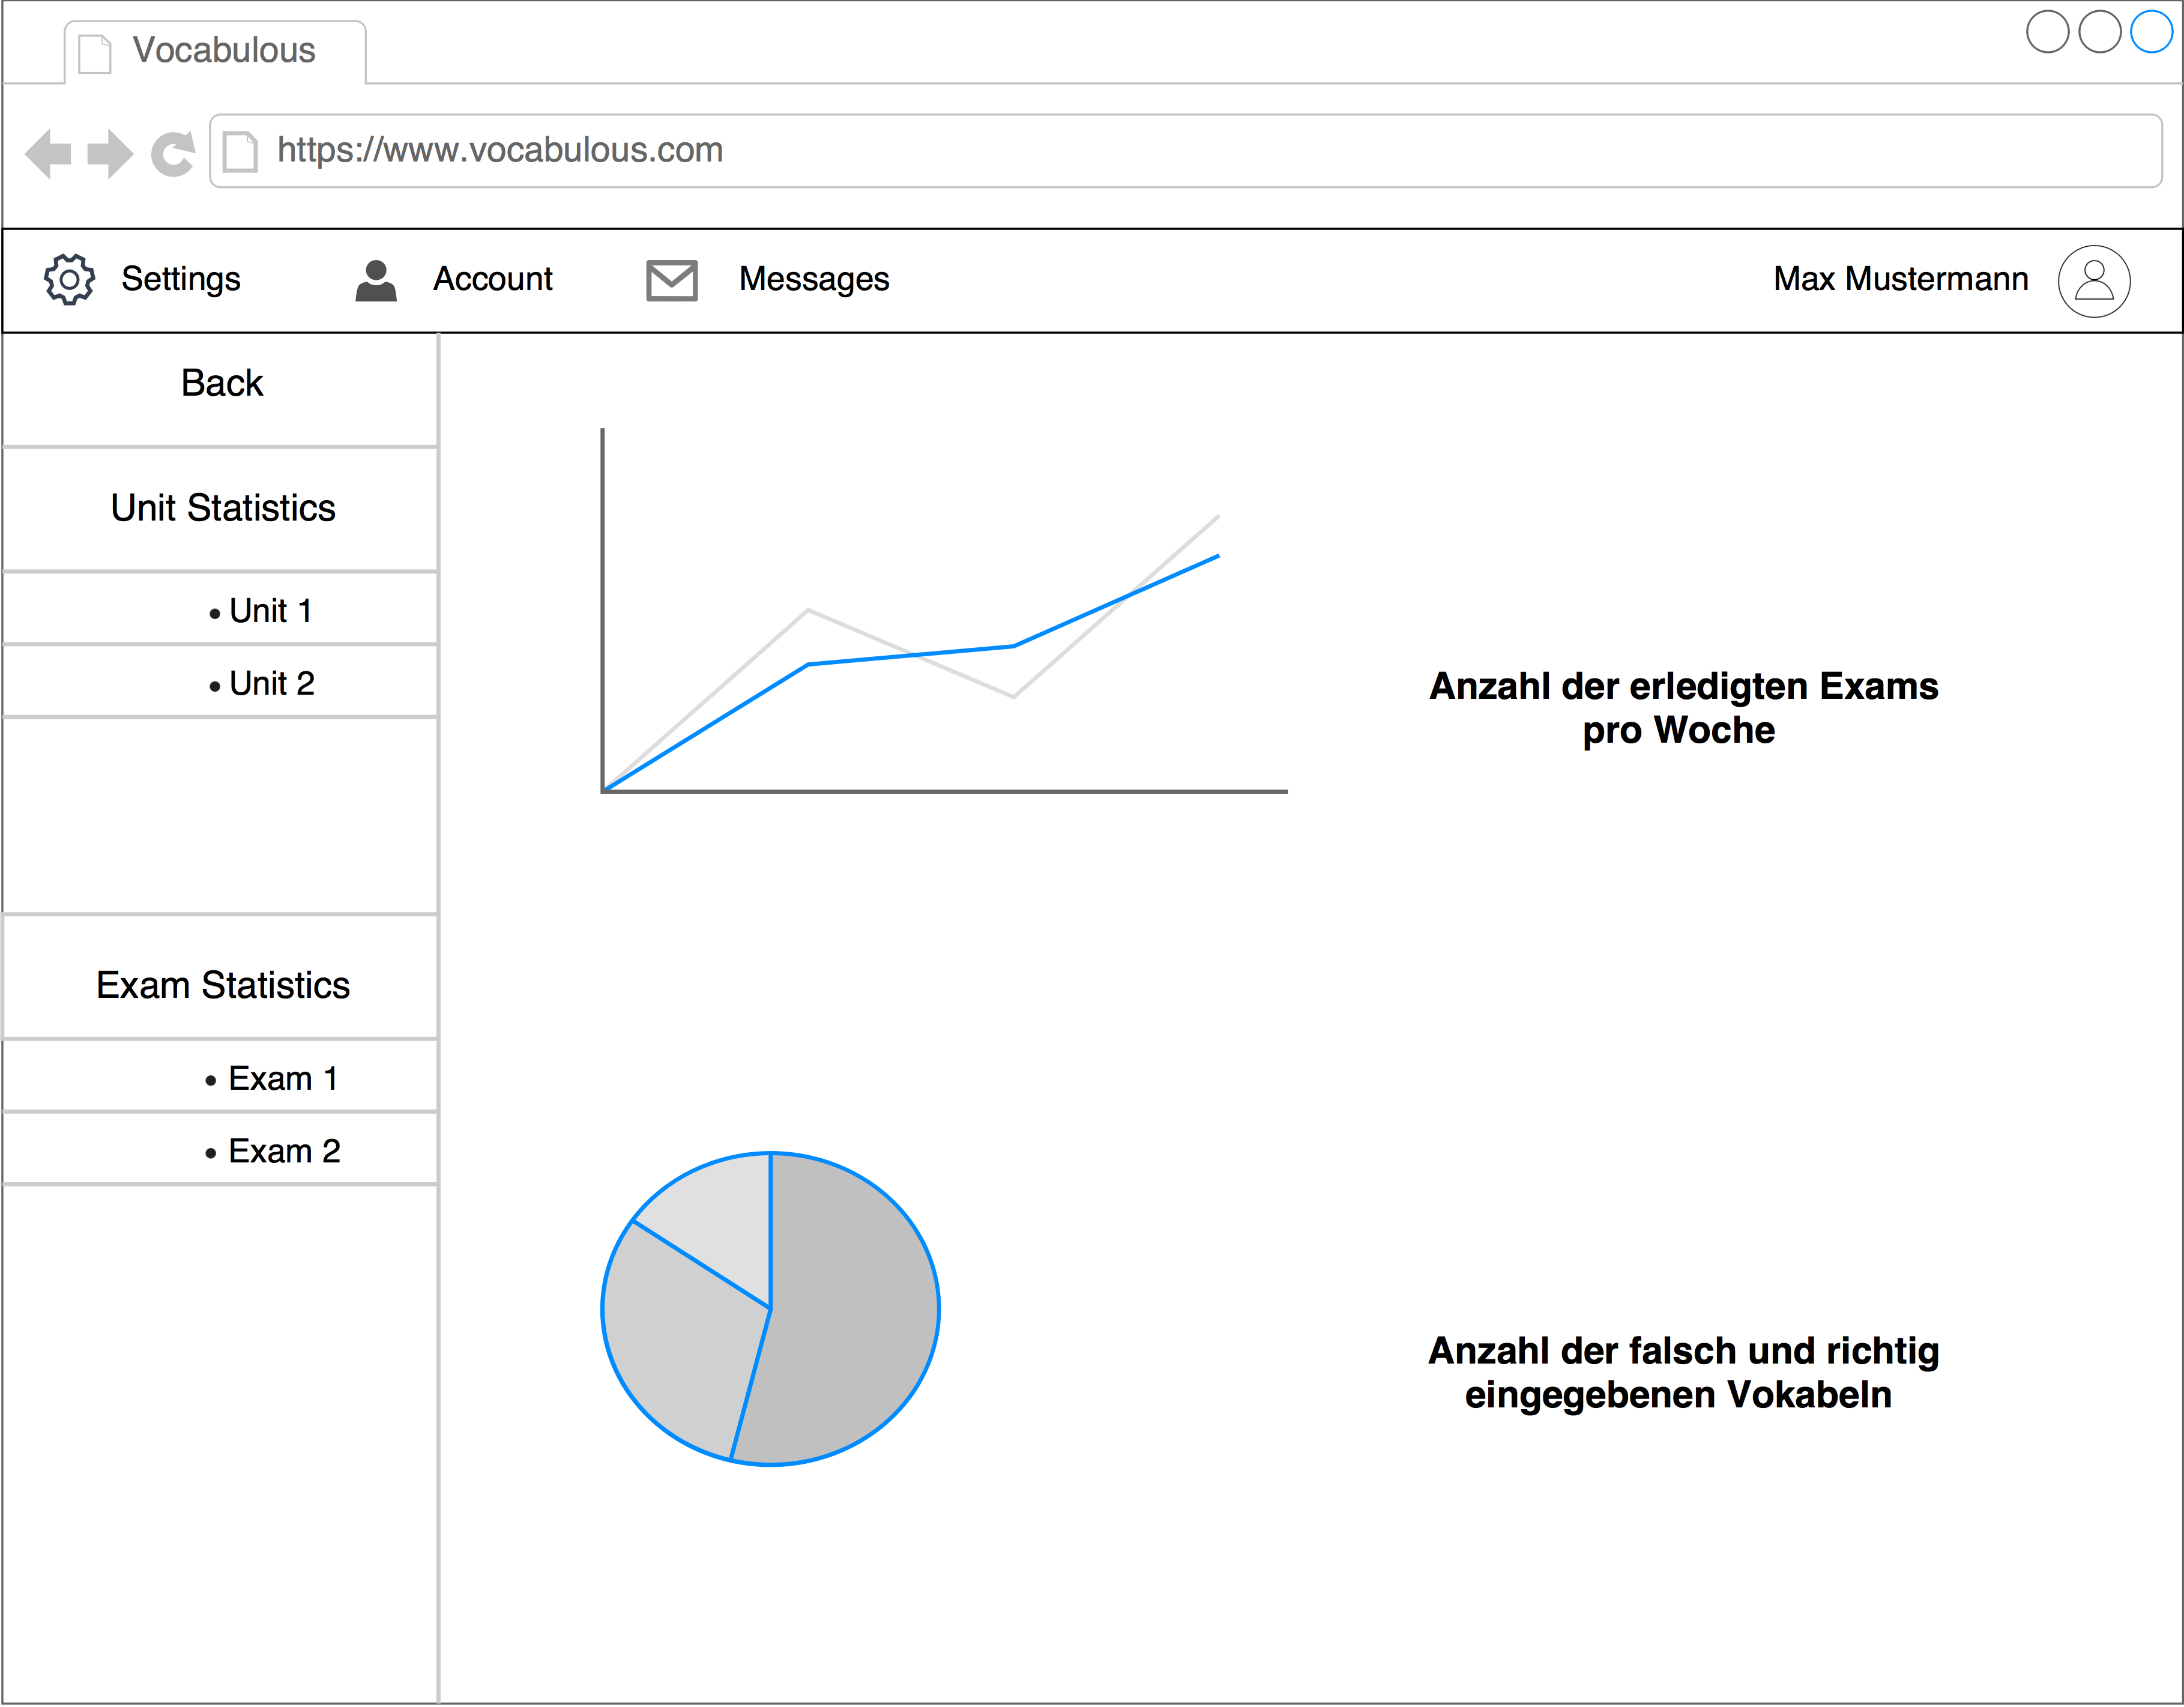 Vocabulous
https://www.vocabulous.com
Settings
Account
Messages
Max Mustermann
Back
Unit Statistics
• Unit 1
• Unit 2
Exam Statistics
• Exam 1
• Exam 2
Anzahl der erledigten Exams
pro Woche
Anzahl der falsch und richtig
eingegebenen Vokabeln